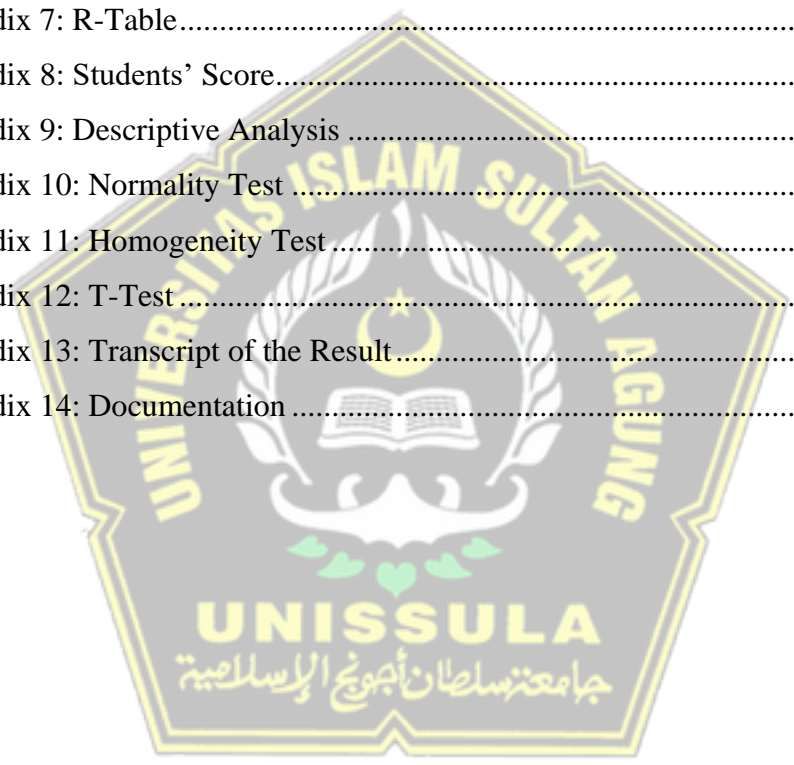 dix 7: R-Table
dix 8: Students’ Score
dix 9: Descriptive Analysis
dix 10: Normality Test
dix 11: Homogeneity Test
dix 12: T-Test
dix 13: Transcript of the Result
dix 14: Documentation
UNIVERSITAS ISLAM SULTAN AGUNG
UNISSULA
جامعة سلطان أجونج الإسلامية